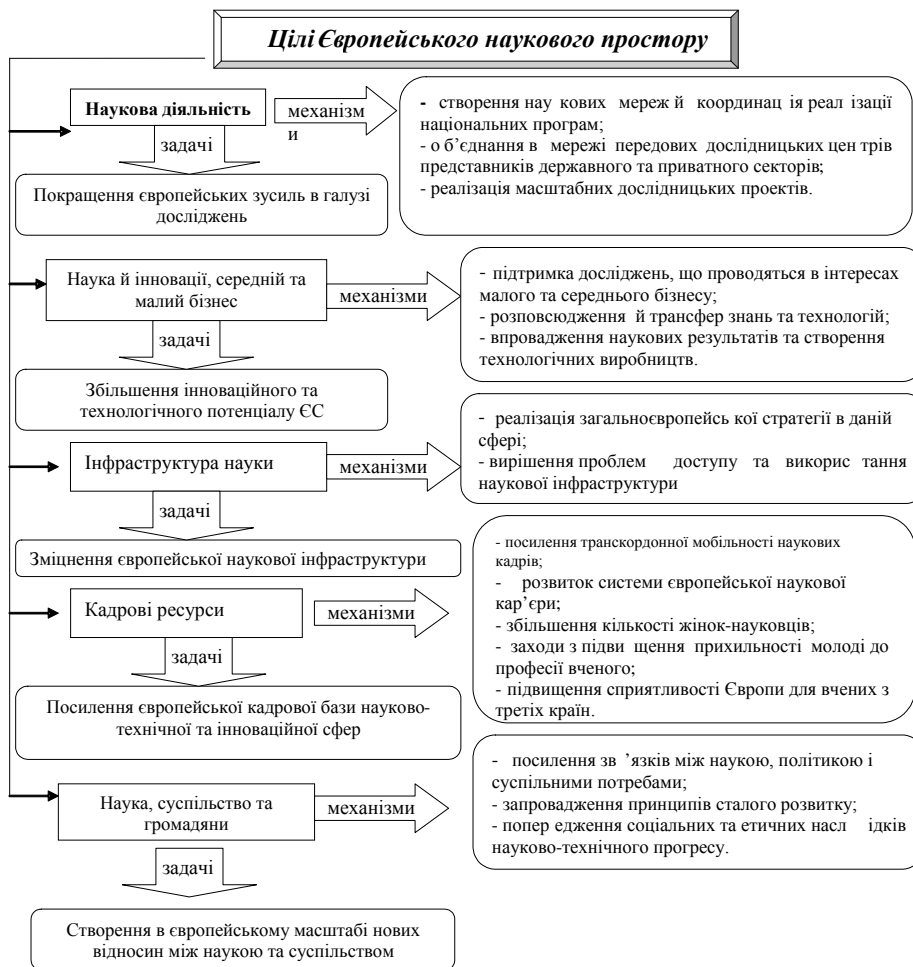 Цілі Європейського наукового простору
Наукова діяльність
механізм
и
- створення нау кових мереж й координац ія реал ізації
національних програм;
- о б’єднання в мережі передових дослідницьких цен трів
представників державного та приватного секторів;
- реалізація масштабних дослідницьких проектів.
задачі
Покращення європейських зусиль в галузі
досліджень
Наука й інновації, середній та
малий бізнес
механізми
- підтримка досліджень, що проводяться в інтересах
малого та середнього бізнесу;
- розповсюдження й трансфер знань та технологій;
- впровадження наукових результатів та створення
технологічних виробництв.
задачі
Збільшення інноваційного та
технологічного потенціалу ЄС
Інфраструктура науки
механізми
- реалізація загальноєвропейсь кої стратегії в даній
сфері;
- вирішення проблем доступу та викорис тання
наукової інфраструктури
задачі
Зміцнення європейської наукової інфраструктури
Кадрові ресурси
механізми
- посилення транскордонної мобільності наукових
кадрів;
- розвиток системи європейської наукової
кар’єри;
- збільшення кількості жінок-науковців;
- заходи з підви щення прихильності молоді до
професії вченого;
- підвищення сприятливості Європи для вчених з
третіх країн.
задачі
Посилення європейської кадрової бази науково-
технічної та інноваційної сфер
Наука, суспільство та
громадяни
механізми
- посилення зв ’язків між наукою, політикою і
суспільними потребами;
- запровадження принципів сталого розвитку;
- попер едження соціальних та етичних насл ідків
науково-технічного прогресу.
задачі
Створення в європейському масштабі нових
відносин між наукою та суспільством